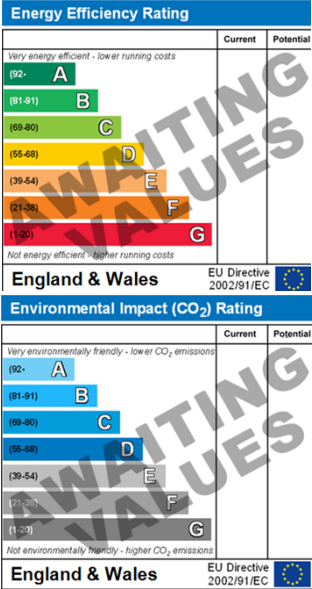 Energy Efficiency Rating
Current Potential
Very energy efficient - lower running costs
(92- A
(81-91) B
(69-80) C
(55-68) D
(39-54) E
(21-38) F
(1-20) G
Not energy efficient - higher running costs
AWAITING
VALUES
England & Wales
EU Directive
2002/91/EC
Environmental Impact (CO2) Rating
Current Potential
Very environmentally friendly - lower CO2 emissions
(92- A
(81-91) B
(69-80) C
(55-68) D
(39-54) E
(21-38) F
(1-20) G
Not environmentally friendly - higher CO2 emissions
AWAITING
VALUES
England & Wales
EU Directive
2002/91/EC